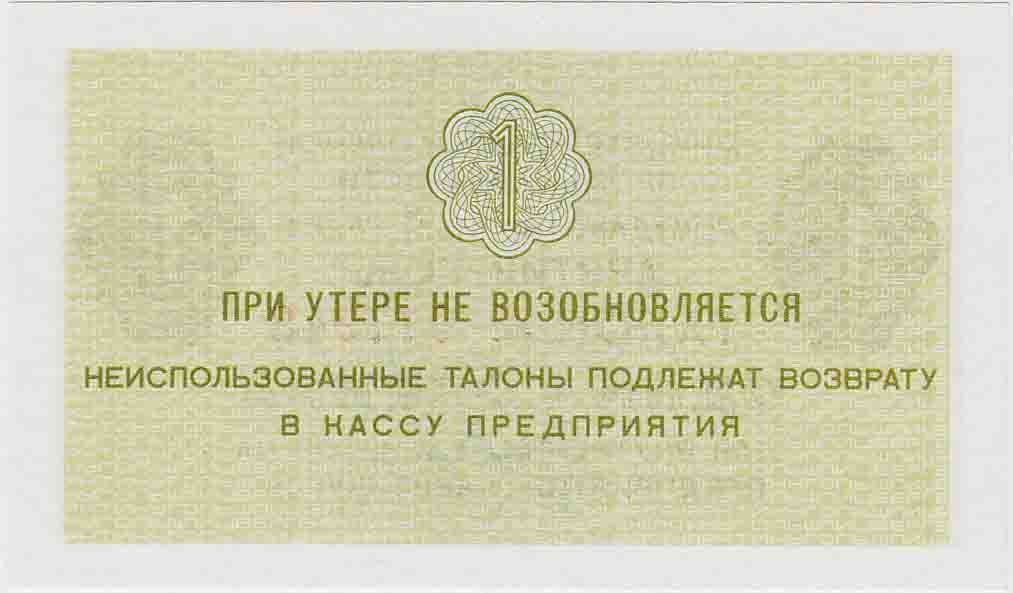 1
ПРИ УТЕРЕ НЕ ВОЗОБНОВЛЯЕТСЯ
НЕИСПОЛЬЗОВАННЫЕ ТАЛОНЫ ПОДЛЕЖАТ ВОЗВРАТУ
В КАССУ ПРЕДПРИЯТИЯ